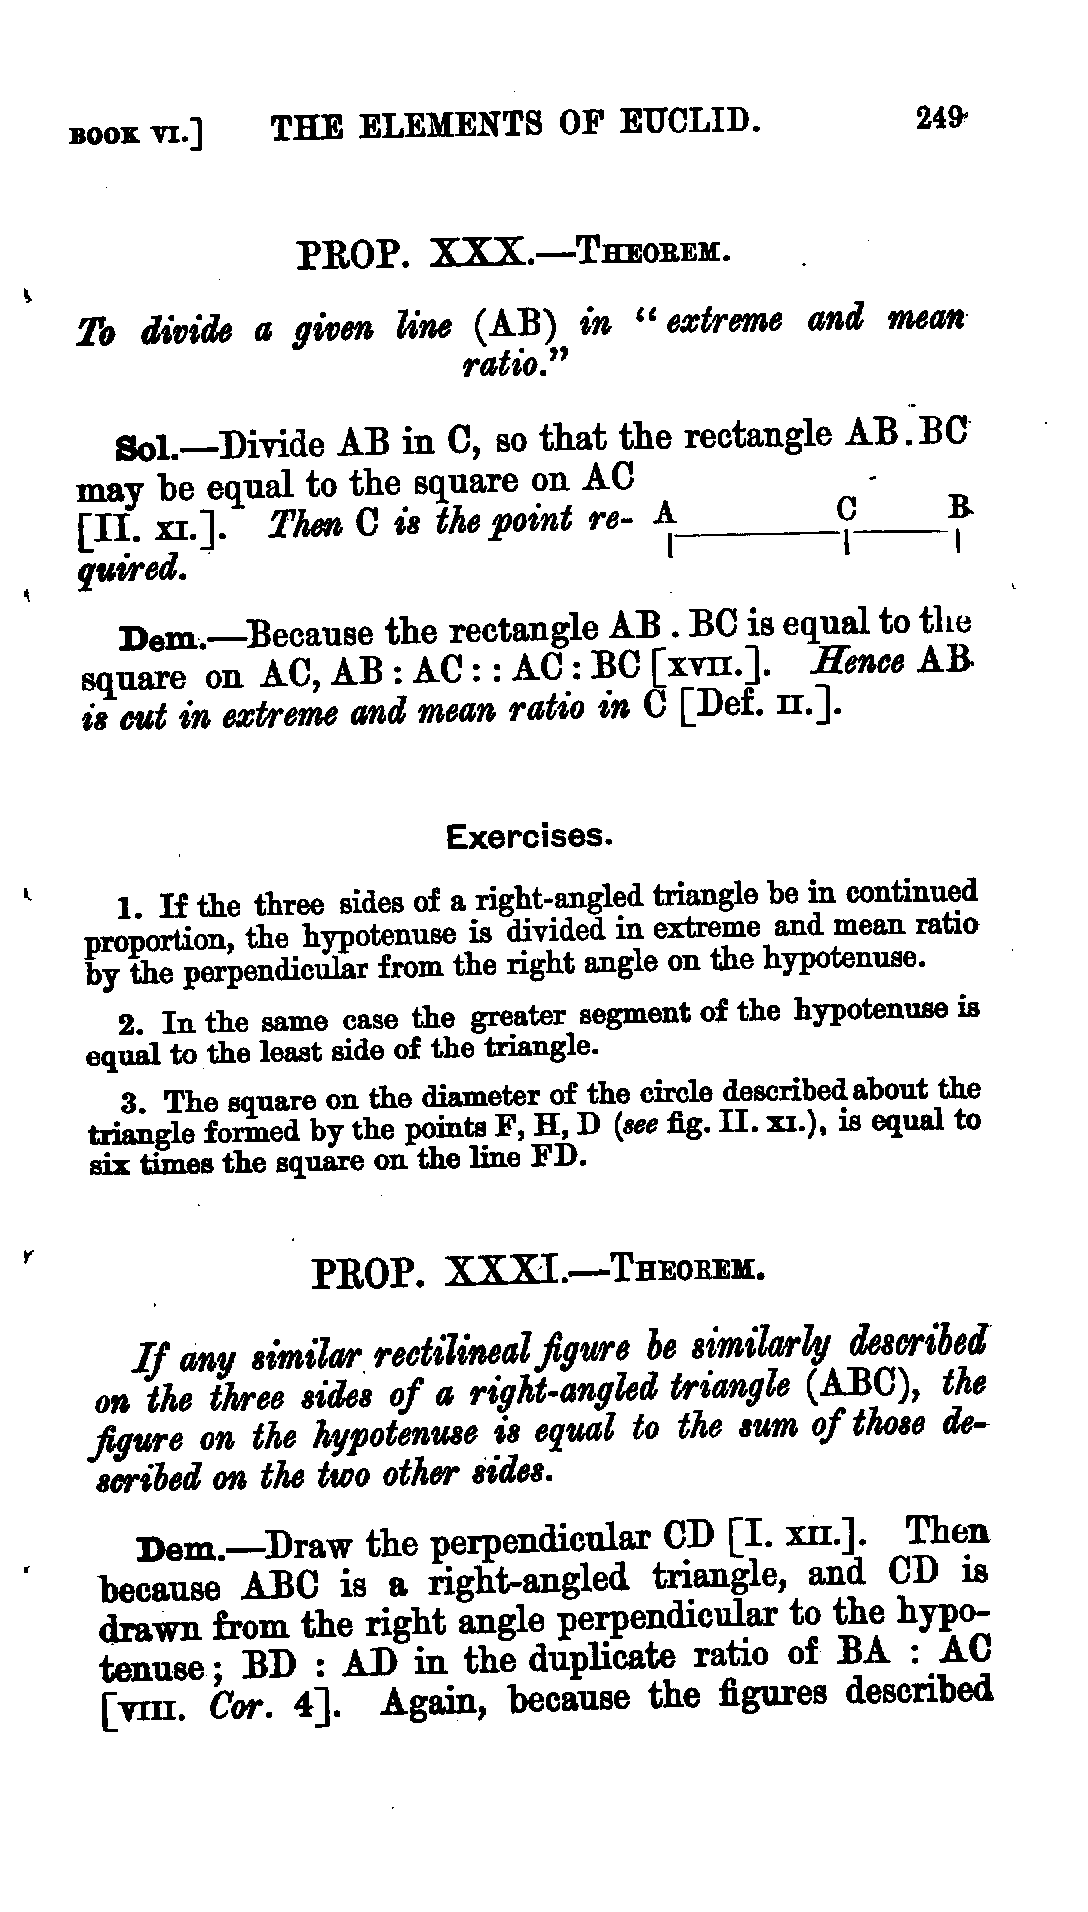 BOOK VI.] THE ELEMENTS OF EUCLID. 249
PROP. XXX.—THEOREM.
To divide a given line (AB) in “extreme and mean
ratio.”
Sol.—Divide AB in C, so that the rectangle AB.BC
may be equal to the square on AC
[II. XI.]. Then C is the point re-
quired.
A C B
Dem.—Because the rectangle AB . BC is equal to the
square on AC, AB : AC : : AC : BC [XVII.]. Hence AB
is cut in extreme and mean ratio in C [Def. II.].
Exercises.
1. If the three sides of a right-angled triangle be in continued
proportion, the hypotenuse is divided in extreme and mean ratio
by the perpendicular from the right angle on the hypotenuse.
2. In the same case the greater segment of the hypotenuse is
equal to the least side of the triangle.
3. The square on the diameter of the circle described about the
triangle formed by the points F, H, D (see fig. II. XI.), is equal to
six times the square on the line FD.
PROP. XXXI.—THEOREM.
If any similar rectilineal figure be similarly described
on the three sides of a right-angled triangle (ABC), the
figure on the hypotenuse is equal to the sum of those de-
scribed on the two other sides.
Dem.—Draw the perpendicular CD [I. XII.]. Then
because ABC is a right-angled triangle, and CD is
drawn from the right angle perpendicular to the hypo-
tenuse; BD : AD in the duplicate ratio of BA : AC
[VIII. Cor. 4]. Again, because the figures described